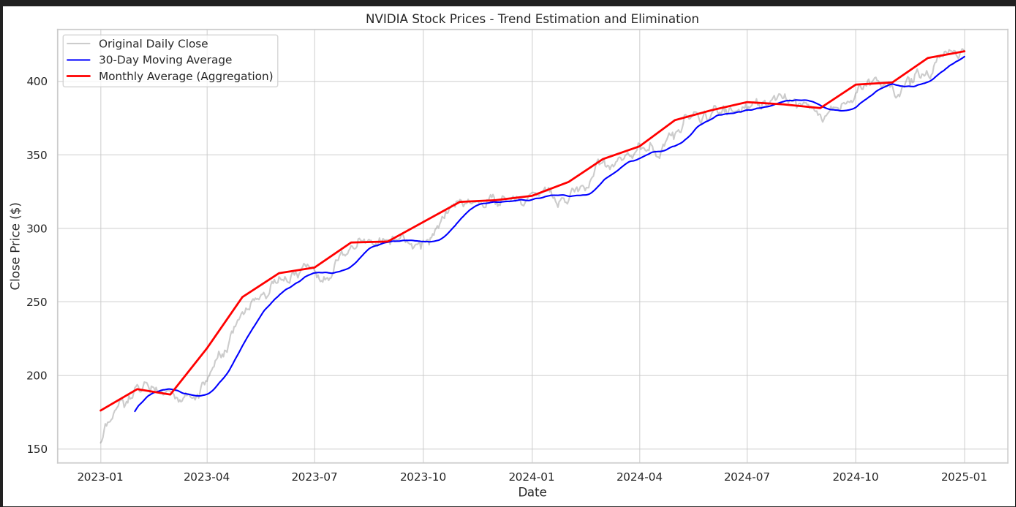 NVIDIA Stock Prices - Trend Estimation and Elimination
Original Daily Close
30-Day Moving Average
Monthly Average (Aggregation)
Close Price ($)
400
350
300
250
200
150
2023-01
2023-04
2023-07
2023-10
2024-01
2024-04
2024-07
2024-10
2025-01
Date